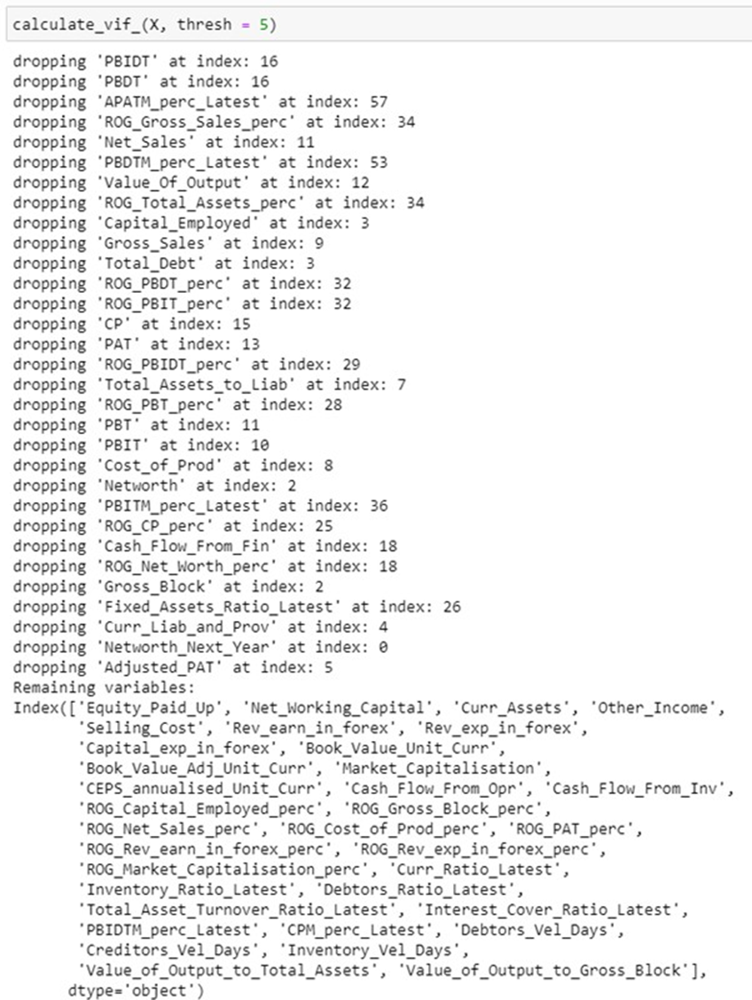 calculate_vif_(X, thresh = 5)
dropping 'PBIDT' at index: 16
dropping 'PBDT' at index: 16
dropping 'APATM_perc_Latest' at index: 57
dropping 'ROG_Gross_Sales_perc' at index: 34
dropping 'Net_Sales' at index: 11
dropping 'PBDTM_perc_Latest' at index: 53
dropping 'Value_Of_Output' at index: 12
dropping 'ROG_Total_Assets_perc' at index: 34
dropping 'Capital_Employed' at index: 3
dropping 'Gross_Sales' at index: 9
dropping 'Total_Debt' at index: 3
dropping 'ROG_PBDT_perc' at index: 32
dropping 'ROG_PBIT_perc' at index: 32
dropping 'CP' at index: 15
dropping 'PAT' at index: 13
dropping 'ROG_PBIDT_perc' at index: 29
dropping 'Total_Assets_to_Liab' at index: 7
dropping 'ROG_PBT_perc' at index: 28
dropping 'PBT' at index: 11
dropping 'PBIT' at index: 10
dropping 'Cost_of_Prod' at index: 8
dropping 'Networth' at index: 2
dropping 'PBITM_perc_Latest' at index: 36
dropping 'ROG_CP_perc' at index: 25
dropping 'Cash_Flow_From_Fin' at index: 18
dropping 'ROG_Net_Worth_perc' at index: 18
dropping 'Gross_Block' at index: 2
dropping 'Fixed_Assets_Ratio_Latest' at index: 26
dropping 'Curr_Liab_and_Prov' at index: 4
dropping 'Networth_Next_Year' at index: 0
dropping 'Adjusted_PAT' at index: 5
Remaining variables:
Index(['Equity_Paid_Up', 'Net_Working_Capital', 'Curr_Assets', 'Other_Income',
'Selling_Cost', 'Rev_earn_in_forex', 'Rev_exp_in_forex',
'Capital_exp_in_forex', 'Book_Value_Unit_Curr',
'Book_Value_Adj_Unit_Curr', 'Market_Capitalisation',
'CEPS_annualised_Unit_Curr', 'Cash_Flow_From_Opr', 'Cash_Flow_From_Inv',
'ROG_Capital_Employed_perc', 'ROG_Gross_Block_perc',
'ROG_Net_Sales_perc', 'ROG_Cost_of_Prod_perc', 'ROG_PAT_perc',
'ROG_Rev_earn_in_forex_perc', 'ROG_Rev_exp_in_forex_perc',
'ROG_Market_Capitalisation_perc', 'Curr_Ratio_Latest',
'Inventory_Ratio_Latest', 'Debtors_Ratio_Latest',
'Total_Asset_Turnover_Ratio_Latest', 'Interest_Cover_Ratio_Latest',
'PBIDTM_perc_Latest', 'CPM_perc_Latest', 'Debtors_Vel_Days',
'Creditors_Vel_Days', 'Inventory_Vel_Days',
'Value_of_Output_to_Total_Assets', 'Value_of_Output_to_Gross_Block'],
dtype='object')